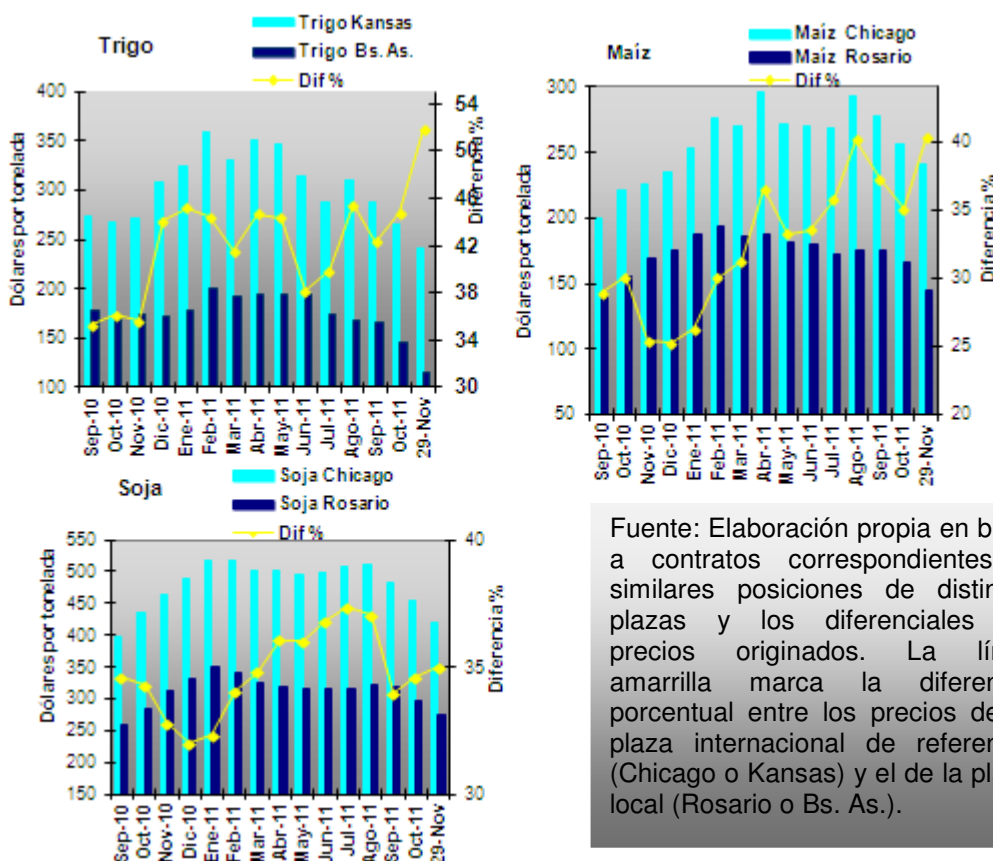 Trigo
Trigo Kansas
Trigo Bs. As.
Dif %
Dólares por tonelada
400
350
300
250
200
150
100
54
50
46
42
38
34
30
Diferencia %
Sep-10
Oct-10
Nov-10
Dic-10
Ene-11
Feb-11
Mar-11
Abr-11
May-11
Jun-11
Jul-11
Ago-11
Sep-11
Oct-11
29-Nov
Maíz
Maíz Chicago
Maíz Rosario
Dif %
Dólares por tonelada
300
250
200
150
100
50
40
35
30
25
20
Diferencia %
Sep-10
Oct-10
Nov-10
Dic-10
Ene-11
Feb-11
Mar-11
Abr-11
May-11
Jun-11
Jul-11
Ago-11
Sep-11
Oct-11
29-Nov
Soja
Soja Chicago
Soja Rosario
Dif %
Dólares por tonelada
550
500
450
400
350
300
250
200
150
40
35
30
Diferencia %
Sep-10
Oct-10
Nov-10
Dic-10
Ene-11
Feb-11
Mar-11
Abr-11
May-11
Jun-11
Jul-11
Ago-11
Sep-11
Oct-11
29-Nov
Fuente: Elaboración propia en b
a contratos correspondientes
similares posiciones de distin
plazas y los diferenciales
precios originados. La lí
amarrilla marca la diferen
porcentual entre los precios de
plaza internacional de referen
(Chicago o Kansas) y el de la pl
local (Rosario o Bs. As.).